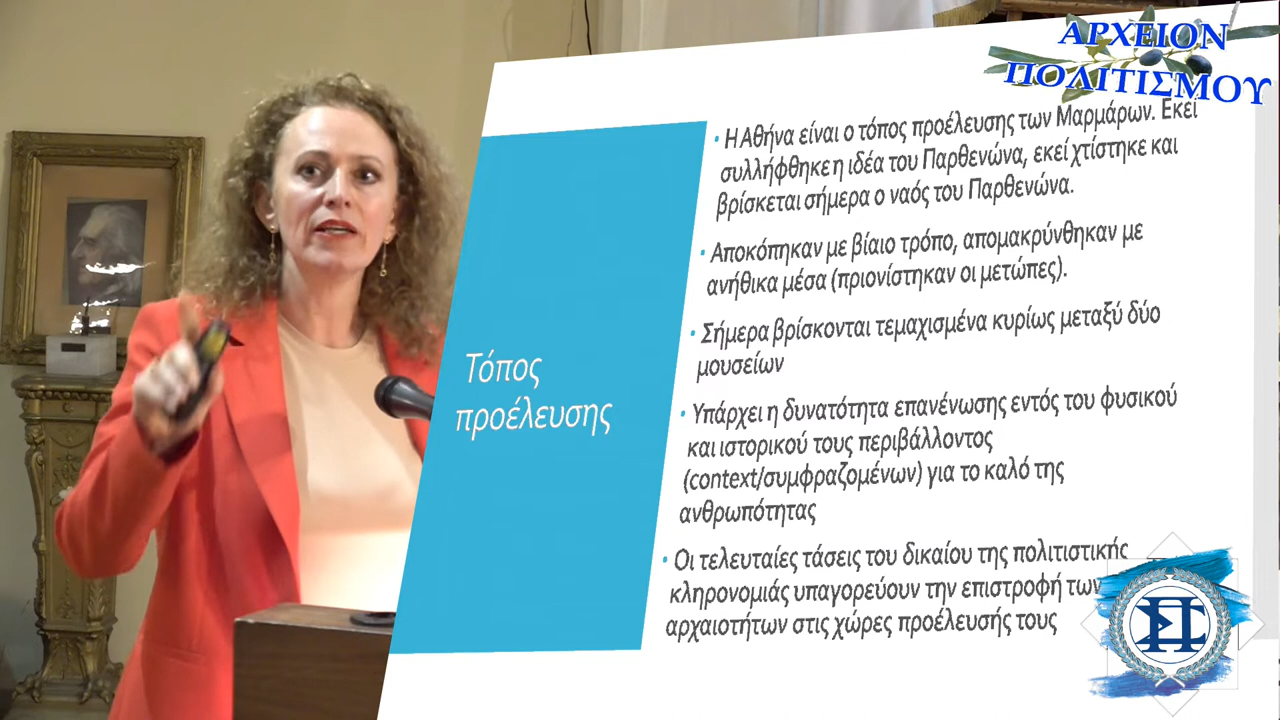 ΑΡΧΕΙΟΝ
ΠΟΛΙΤΙΣΜΟΥ
Τόπος
προέλευσης
• Η Αθήνα είναι ο τόπος προέλευσης των Μαρμάρων. Εκεί
συλλήφθηκε η ιδέα του Παρθενώνα, εκεί χτίστηκε και
βρίσκεται σήμερα ο ναός του Παρθενώνα.
• Αποκόπηκαν με βίαιο τρόπο, απομακρύνθηκαν με
ανήθικα μέσα (πριονίστηκαν οι μετώπες).
• Σήμερα βρίσκονται τεμαχισμένα κυρίως μεταξύ δύο
μουσείων
• Υπάρχει η δυνατότητα επανένωσης εντός του φυσικού
και ιστορικού τους περιβάλλοντος
(context/συμφραζομένων) για το καλό της
ανθρωπότητας
• Οι τελευταίες τάσεις του δικαίου της πολιτιστικής
κληρονομιάς υπαγορεύουν την επιστροφή των
αρχαιοτήτων στις χώρες προέλευσής τους